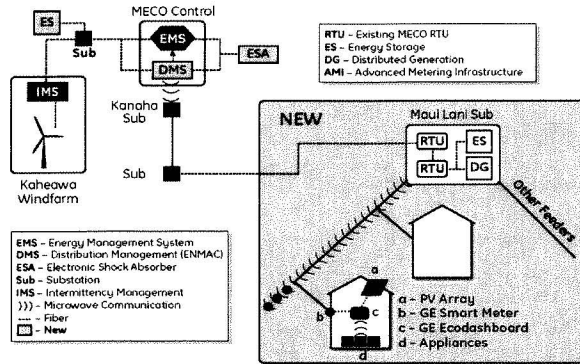 MECO Control
ES
Sub
EMS
DMS
ESA
IMS
Kanaha
Sub
Kaheawa
Windfarm
Sub
RTU – Existing MECO RTU
ES – Energy Storage
DG – Distributed Generation
AMI – Advanced Metering Infrastructure
NEW
Maui Lani Sub
RTU
ES
RTU
DG
Other Feeders
EMS – Energy Management System
DMS – Distribution Management (ENMAC)
ESA – Electronic Shock Absorber
Sub – Substation
IMS – Intermittency Management
))) – Microwave Communication
---- – Fiber
– New
a
b
c
d
a - PV Array
b - GE Smart Meter
c - GE Ecodashboard
d - Appliances